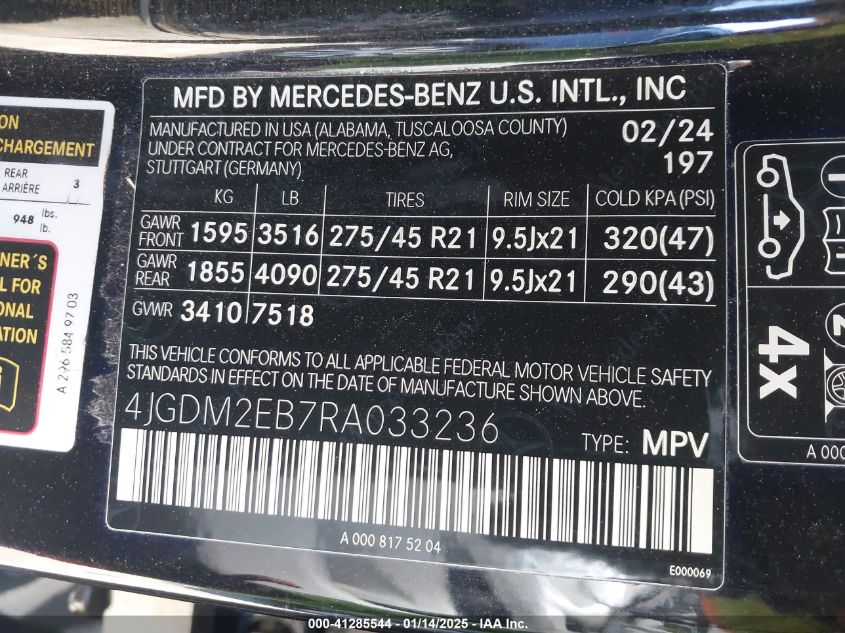 MFD BY MERCEDES-BENZ U.S. INTL., INC
MANUFACTURED IN USA (ALABAMA, TUSCALOOSA COUNTY)
UNDER CONTRACT FOR MERCEDES-BENZ AG,
STUTTGART (GERMANY)
02/24
197
KG LB TIRES RIM SIZE COLD KPA (PSI)
GAWR FRONT 1595 3516 275/45 R21 9.5Jx21 320(47)
GAWR REAR 1855 4090 275/45 R21 9.5Jx21 290(43)
GVWR 3410 7518
THIS VEHICLE CONFORMS TO ALL APPLICABLE FEDERAL MOTOR VEHICLE SAFETY
STANDARDS IN EFFECT ON THE DATE OF MANUFACTURE SHOWN ABOVE.
4JGDM2EB7RA033236
TYPE: MPV
A 000 817 52 04
E000069
ION
CHARGEMENT
REAR 3
ARRIÈRE
948 lbs.
lb.
NER´S
L FOR
IONAL
ATION
A 296 584 97 03
1
2
4x
A 000
000-41285544 - 01/14/2025 - IAA Inc.